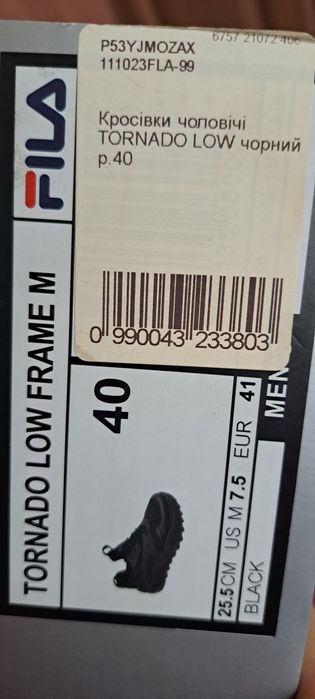 P53YJMOZAX
6757 21072 406
111023FLA-99
Кросівки чоловічі
TORNADO LOW чорний
р.40
0 990043 233803
FILA
TORNADO LOW FRAME M
40
MEN
25.5CM US M 7.5 EUR 41
BLACK